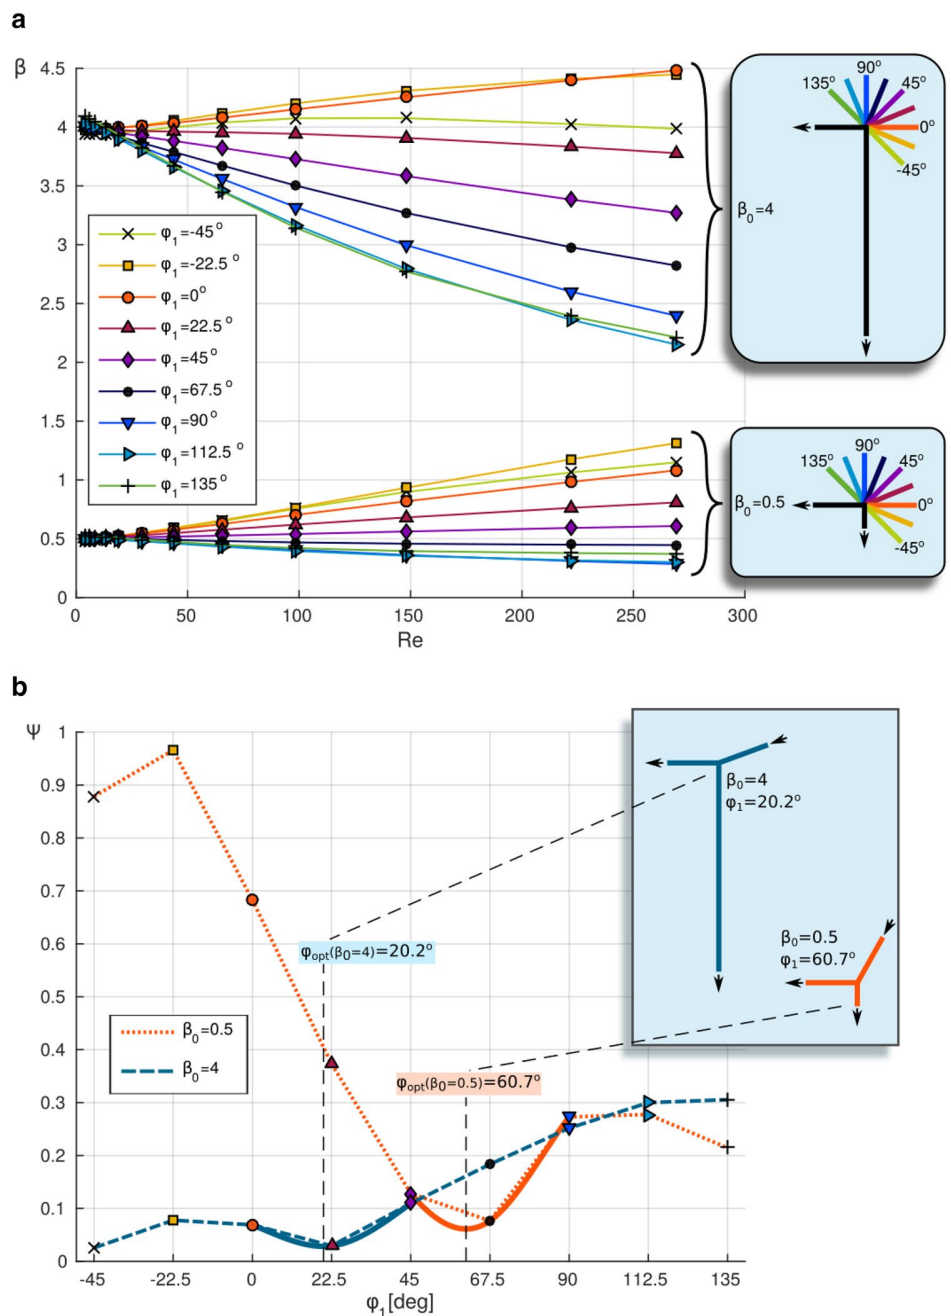 a
β
4.5
4
3.5
3
2.5
2
1.5
1
0.5
0
0 50 100 150 200 250 300
Re
φ1=-45°
φ1=-22.5°
φ1=0°
φ1=22.5°
φ1=45°
φ1=67.5°
φ1=90°
φ1=112.5°
φ1=135°
β0=4
90°
135° 45°
0°
-45°
β0=0.5
90°
135° 45°
0°
-45°
b
Ψ
1
0.9
0.8
0.7
0.6
0.5
0.4
0.3
0.2
0.1
0
-45 -22.5 0 22.5 45 67.5 90 112.5 135
φ1[deg]
β0=0.5
β0=4
φopt(β0=4)=20.2°
φopt(β0=0.5)=60.7°
β0=4
φ1=20.2°
β0=0.5
φ1=60.7°